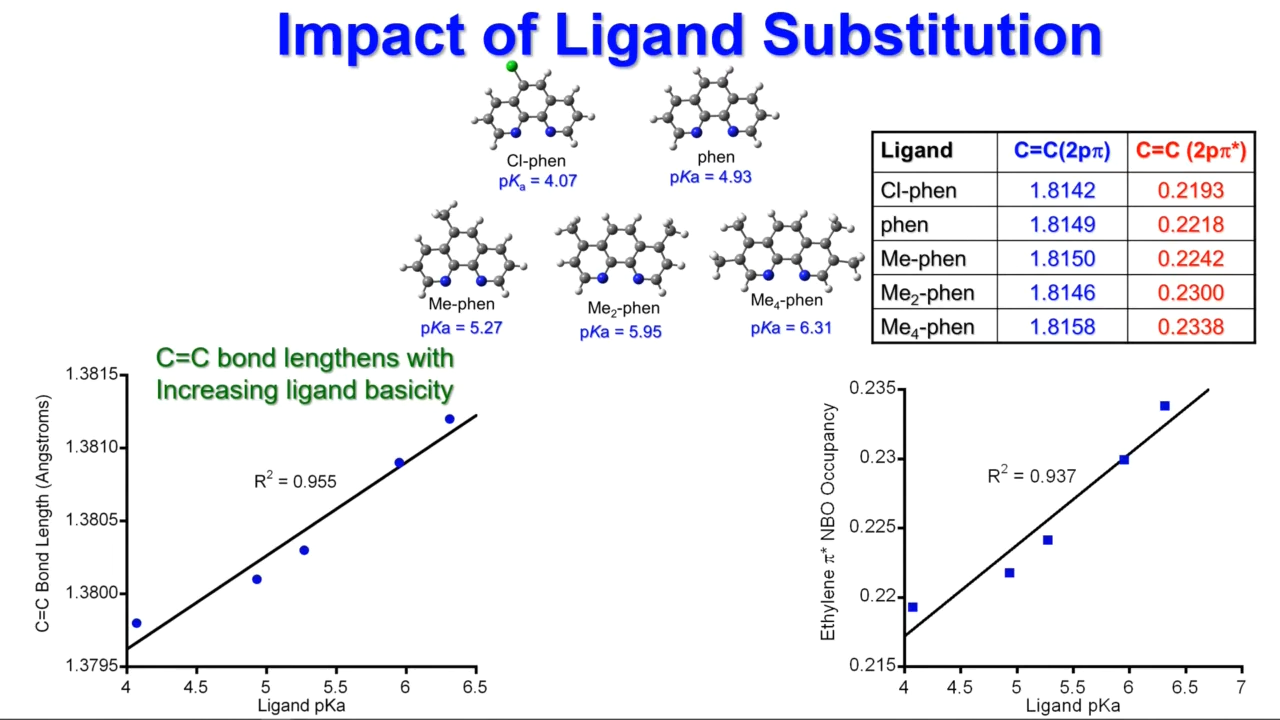 Impact of Ligand Substitution
Cl-phen
pKa = 4.07
phen
pKa = 4.93
Me-phen
pKa = 5.27
Me2-phen
pKa = 5.95
Me4-phen
pKa = 6.31
Ligand C=C(2pπ) C=C (2pπ*)
Cl-phen 1.8142 0.2193
phen 1.8149 0.2218
Me-phen 1.8150 0.2242
Me2-phen 1.8146 0.2300
Me4-phen 1.8158 0.2338
C=C bond lengthens with
Increasing ligand basicity
C=C Bond Length (Angstroms)
1.3815
1.3810
1.3805
1.3800
1.3795
R2 = 0.955
4 4.5 5 5.5 6 6.5
Ligand pKa
Ethylene π* NBO Occupancy
0.235
0.23
0.225
0.22
0.215
R2 = 0.937
4 4.5 5 5.5 6 6.5 7
Ligand pKa